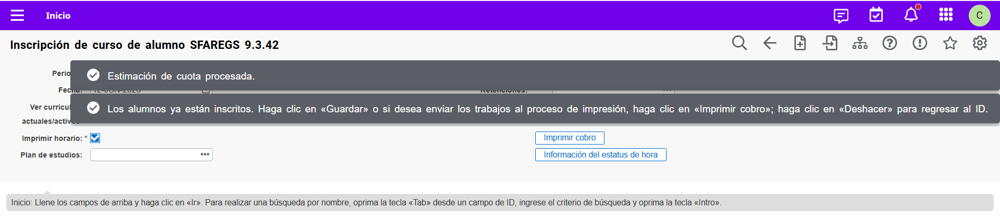 Inicio
C
Inscripción de curso de alumno SFAREGS 9.3.42
Estimación de cuota procesada.
Los alumnos ya están inscritos. Haga clic en «Guardar» o si desea enviar los trabajos al proceso de impresión, haga clic en «Imprimir cobro»; haga clic en «Deshacer» para regresar al ID.
Imprimir horario: *
Imprimir cobro
Plan de estudios:
Información del estatus de hora
Inicio: Llene los campos de arriba y haga clic en «Ir». Para realizar una búsqueda por nombre, oprima la tecla «Tab» desde un campo de ID, ingrese el criterio de búsqueda y oprima la tecla «Intro».